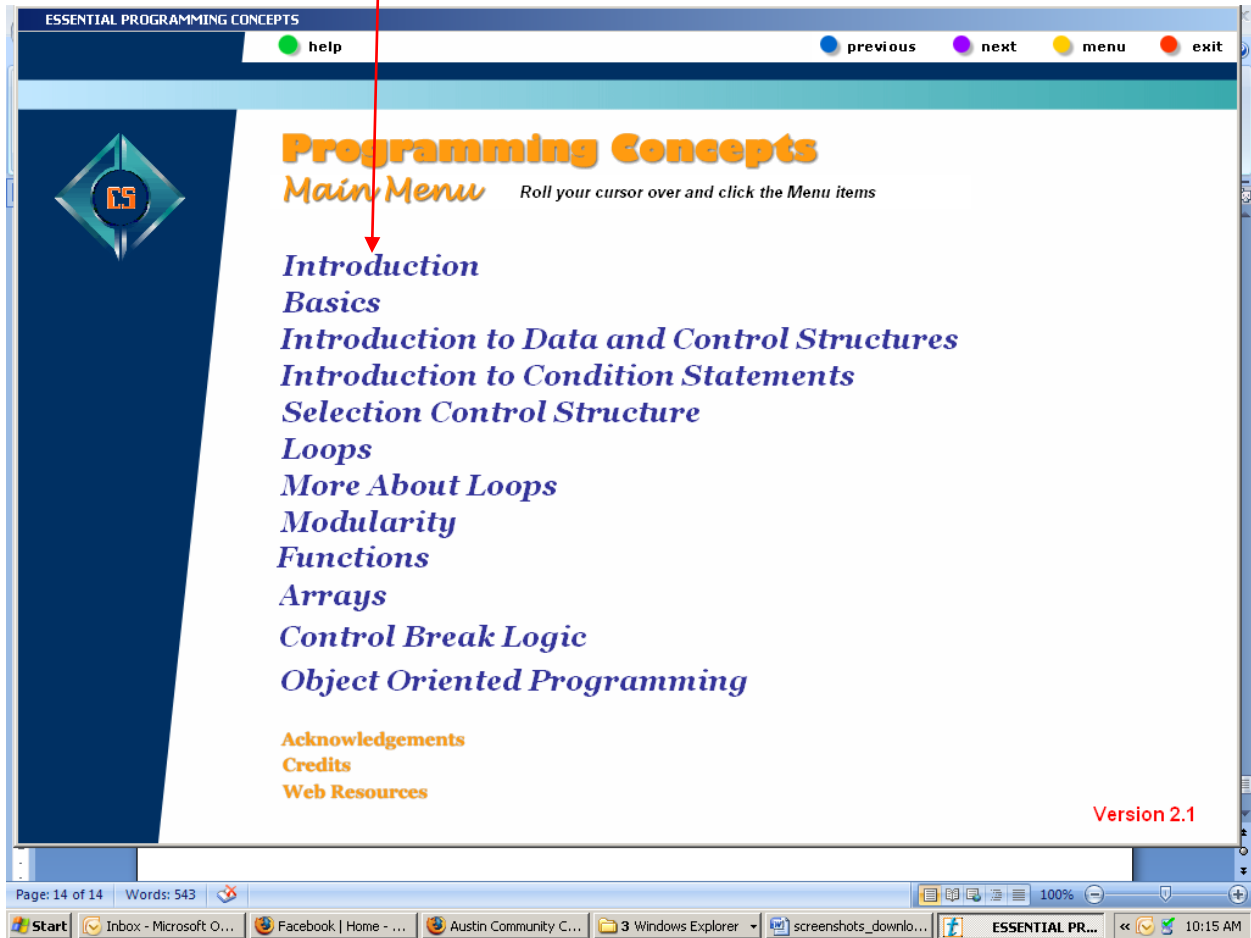 ESSENTIAL PROGRAMMING CONCEPTS
help previous next menu exit
Programming Concepts
Main Menu Roll your cursor over and click the Menu items
CS
Introduction
Basics
Introduction to Data and Control Structures
Introduction to Condition Statements
Selection Control Structure
Loops
More About Loops
Modularity
Functions
Arrays
Control Break Logic
Object Oriented Programming
Acknowledgements
Credits
Web Resources
Version 2.1
Page: 14 of 14 Words: 543 100%
Start Inbox - Microsoft O... Facebook | Home - ... Austin Community C... 3 Windows Explorer screenshots_downlo... ESSENTIAL PR... « 10:15 AM